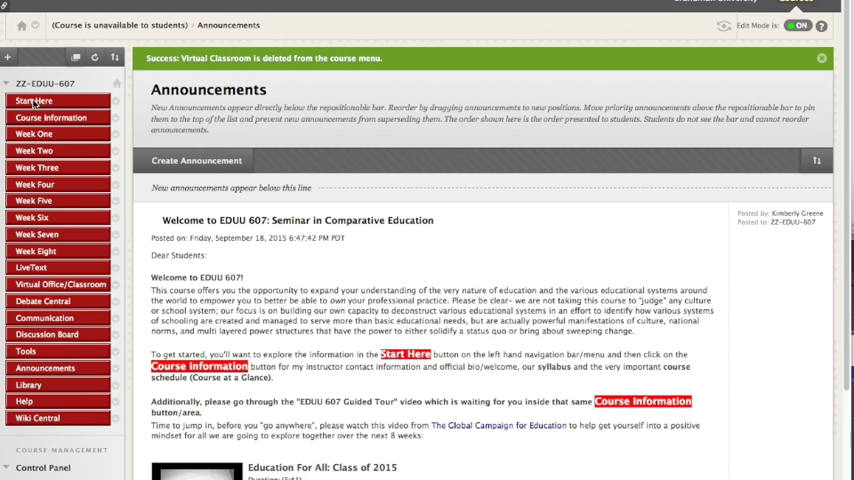 (Course is unavailable to students) › Announcements
Edit Mode is: ON ?
Success: Virtual Classroom is deleted from the course menu.
ZZ-EDUU-607
Start Here
Course Information
Week One
Week Two
Week Three
Week Four
Week Five
Week Six
Week Seven
Week Eight
LiveText
Virtual Office/Classroom
Debate Central
Communication
Discussion Board
Tools
Announcements
Library
Help
Wiki Central
COURSE MANAGEMENT
Control Panel
Announcements
New Announcements appear directly below the repositionable bar. Reorder by dragging announcements to new positions. Move priority announcements above the repositionable bar to pin
them to the top of the list and prevent new announcements from superseding them. The order shown here is the order presented to students. Students do not see the bar and cannot reorder
announcements.
Create Announcement
New announcements appear below this line
Welcome to EDUU 607: Seminar in Comparative Education
Posted on: Friday, September 18, 2015 6:47:42 PM PDT
Posted by: Kimberly Greene
Posted to: ZZ-EDUU-607
Dear Students:
Welcome to EDUU 607!
This course offers you the opportunity to expand your understanding of the very nature of education and the various educational systems around
the world to empower you to better be able to own your professional practice. Please be clear- we are not taking this course to "judge" any culture
or school system; our focus is on building our own capacity to deconstruct various educational systems in an effort to identify how various systems
of schooling are created and managed to serve more than basic educational needs, but are actually powerful manifestations of culture, national
norms, and multi layered power structures that have the power to either solidify a status quo or bring about sweeping change.
To get started, you'll want to explore the information in the Start Here button on the left hand navigation bar/menu and then click on the
Course Information button for my instructor contact information and official bio/welcome, our syllabus and the very important course
schedule (Course at a Glance).
Additionally, please go through the "EDUU 607 Guided Tour" video which is waiting for you inside that same Course Information
button/area.
Time to jump in, before you "go anywhere", please watch this video from The Global Campaign for Education to help get yourself into a positive
mindset for all we are going to explore together over the next 8 weeks:
Education For All: Class of 2015